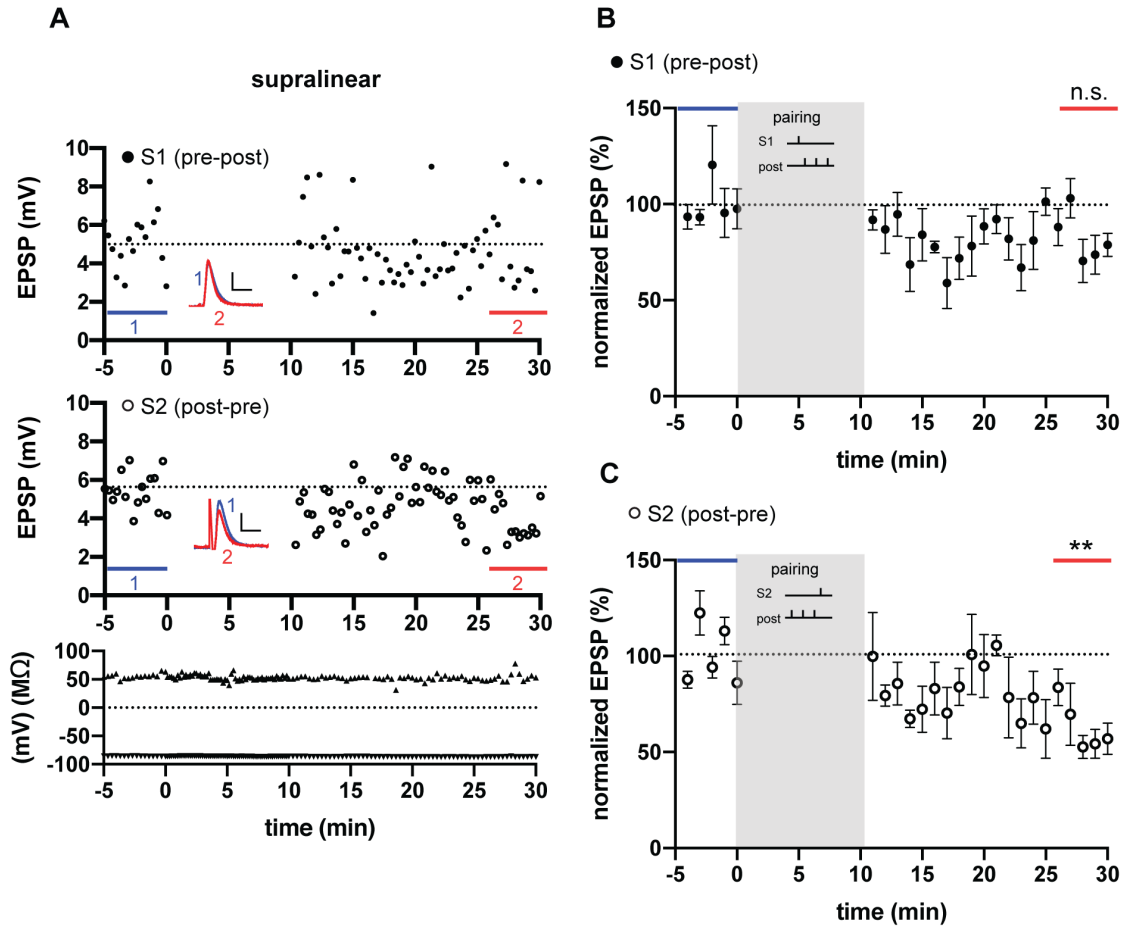 A
supralinear
S1 (pre-post)
10
8
6
4
2
0
EPSP (mV)
1
2
1
2
-5 0 5 10 15 20 25 30
S2 (post-pre)
10
8
6
4
2
0
EPSP (mV)
1
2
1
2
-5 0 5 10 15 20 25 30
100
50
0
-50
-100
(mV) (MΩ)
-5 0 5 10 15 20 25 30
time (min)
B
S1 (pre-post)
n.s.
150
100
50
0
normalized EPSP (%)
pairing
S1
post
-5 0 5 10 15 20 25 30
time (min)
C
S2 (post-pre)
**
150
100
50
0
normalized EPSP (%)
pairing
S2
post
-5 0 5 10 15 20 25 30
time (min)